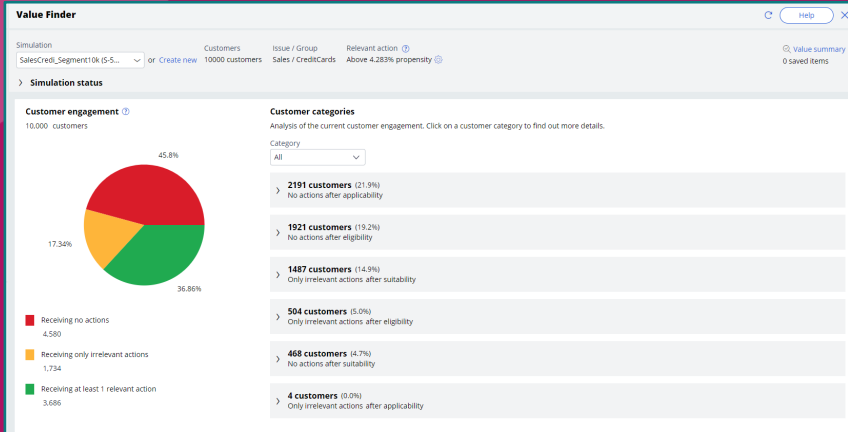 Value Finder
Help
Simulation
SalesCredi_Segment10k (S-S... or Create new
Customers
10000 customers
Issue / Group
Sales / CreditCards
Relevant action
Above 4.283% propensity
Value summary
0 saved items
Simulation status
Customer engagement
10,000 customers
45.8%
17.34%
36.86%
Receiving no actions
4,580
Receiving only irrelevant actions
1,734
Receiving at least 1 relevant action
3,686
Customer categories
Analysis of the current customer engagement. Click on a customer category to find out more details.
Category
All
2191 customers (21.9%)
No actions after applicability
1921 customers (19.2%)
No actions after eligibility
1487 customers (14.9%)
Only irrelevant actions after suitability
504 customers (5.0%)
Only irrelevant actions after eligibility
468 customers (4.7%)
No actions after suitability
4 customers (0.0%)
Only irrelevant actions after applicability